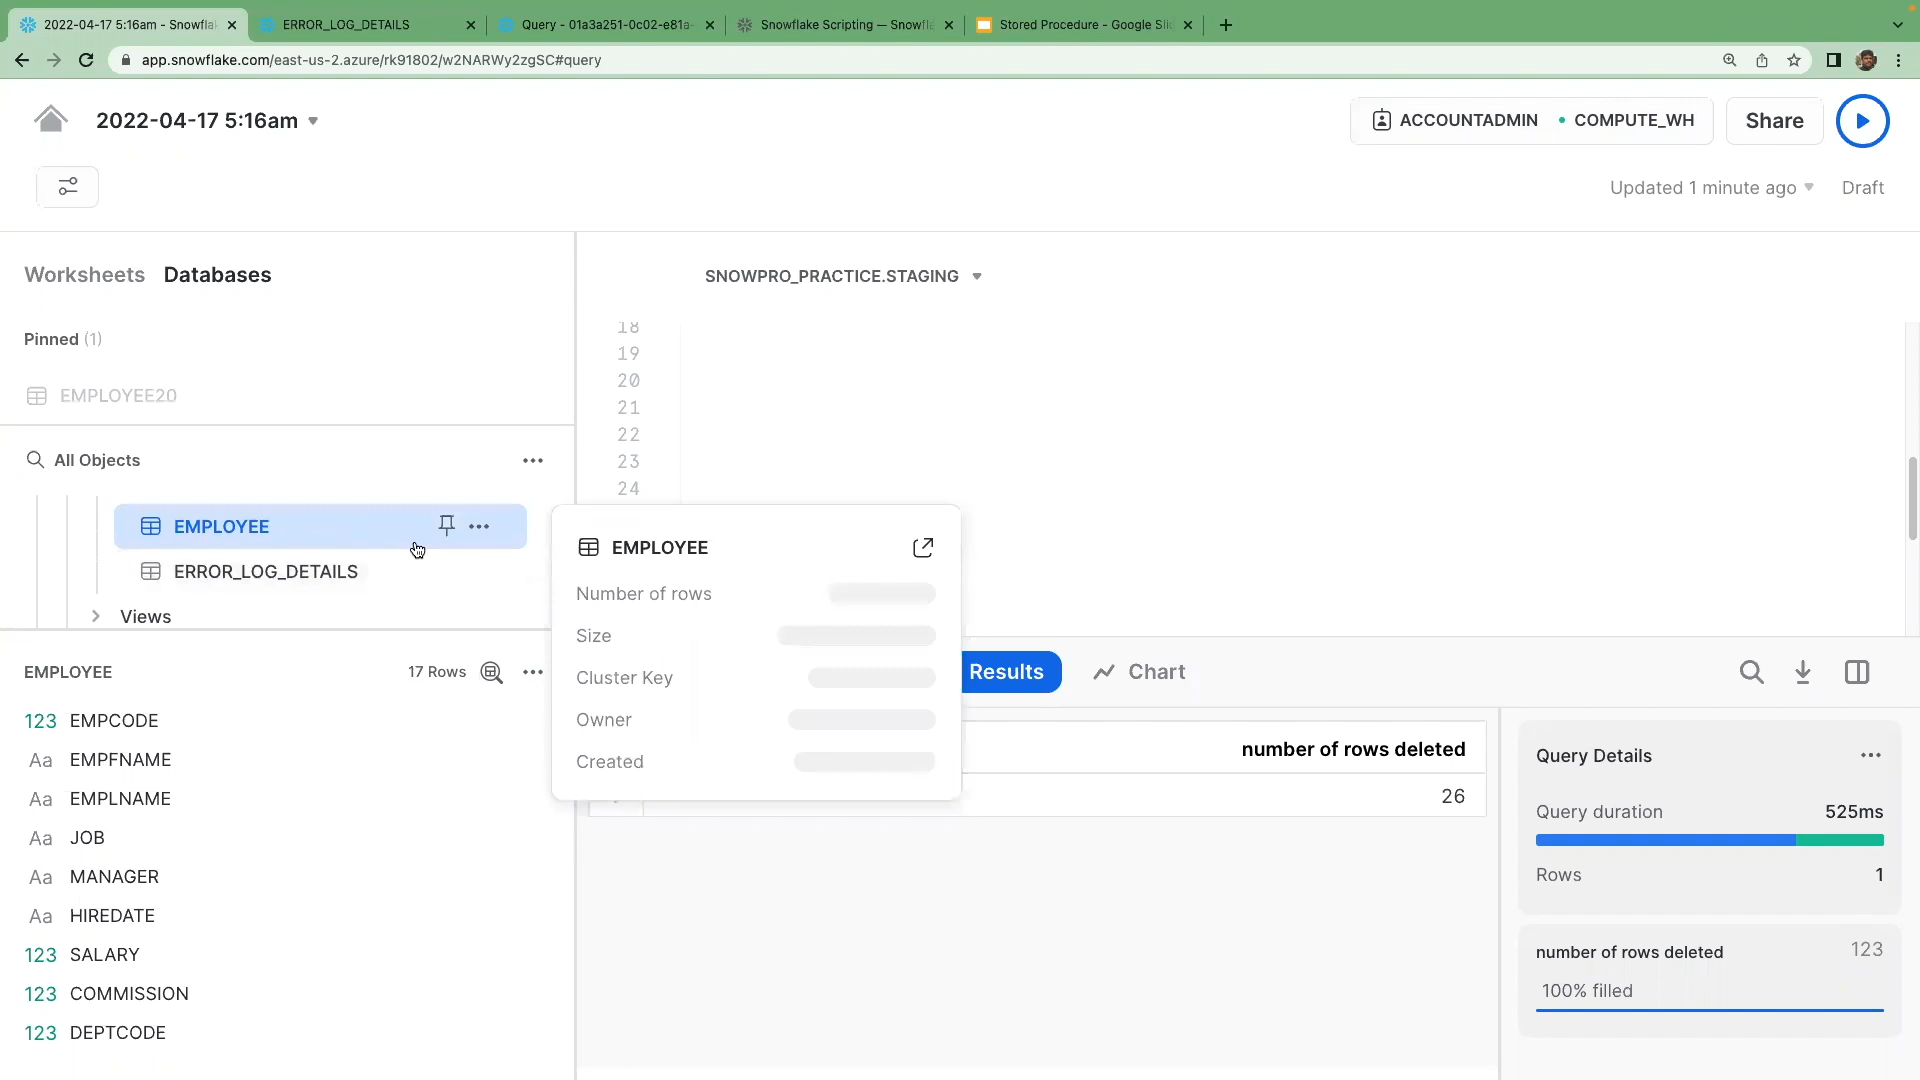 2022-04-17 5:16am - Snowfla
ERROR_LOG_DETAILS
Query - 01a3a251-0c02-e81a-
Snowflake Scripting — Snowfl
Stored Procedure - Google Slid
app.snowflake.com/east-us-2.azure/rk91802/w2NARWy2zgSC#query
2022-04-17 5:16am
ACCOUNTADMIN
COMPUTE_WH
Share
Updated 1 minute ago
Draft
Worksheets
Databases
SNOWPRO_PRACTICE.STAGING
Pinned (1)
EMPLOYEE20
All Objects
EMPLOYEE
ERROR_LOG_DETAILS
Views
18
19
20
21
22
23
24
EMPLOYEE
Number of rows
Size
Cluster Key
Owner
Created
EMPLOYEE
17 Rows
123 EMPCODE
Aa EMPFNAME
Aa EMPLNAME
Aa JOB
Aa MANAGER
Aa HIREDATE
123 SALARY
123 COMMISSION
123 DEPTCODE
Results
Chart
number of rows deleted
26
Query Details
Query duration 525ms
Rows 1
number of rows deleted 123
100% filled